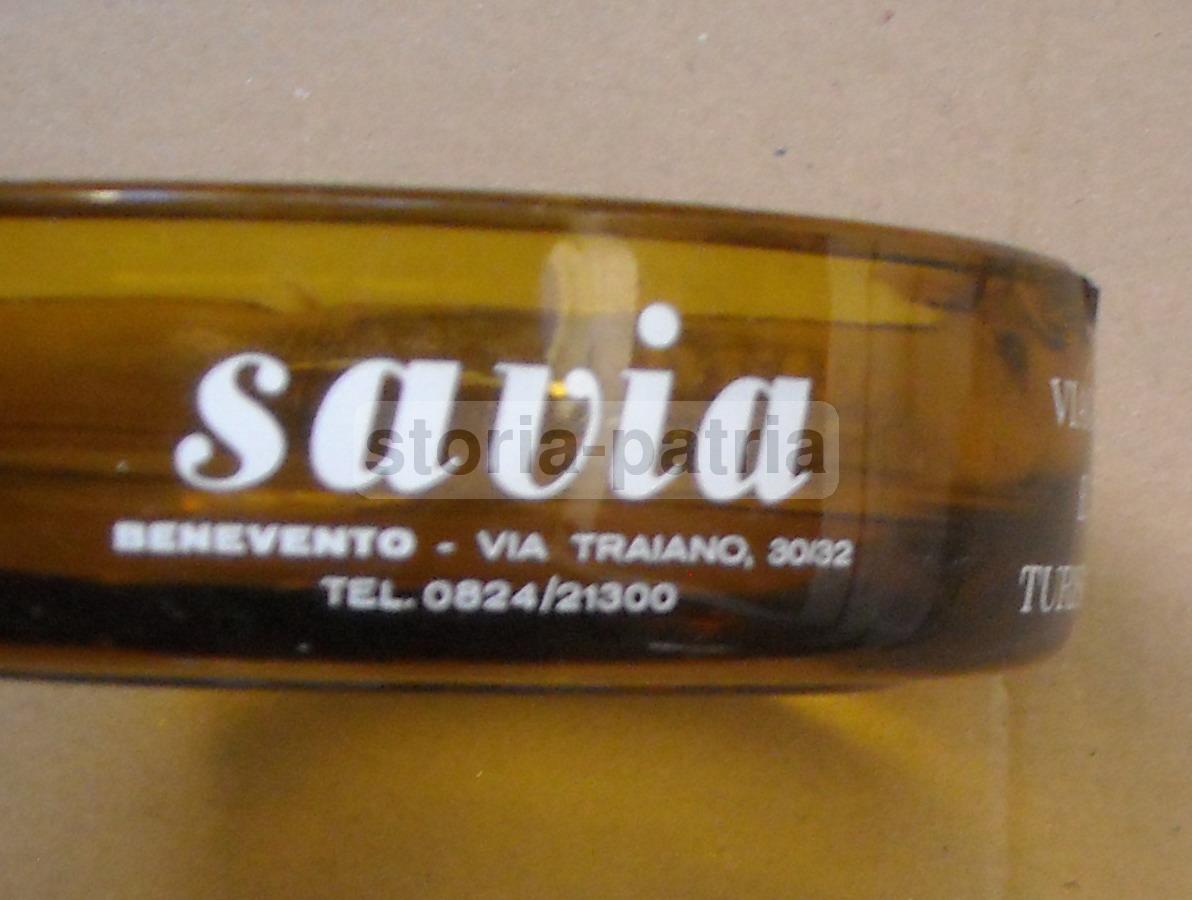 savia
storia-patria
BENEVENTO - VIA TRAIANO, 30/32
TEL. 0824/21300